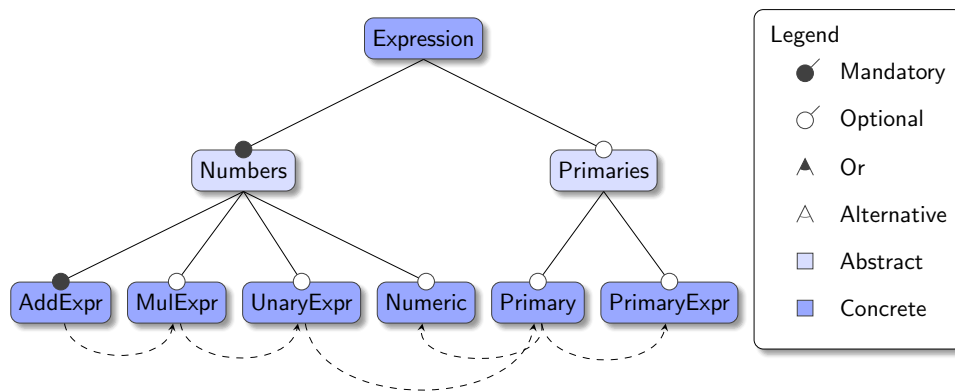 Expression
Numbers
Primaries
AddExpr
MulExpr
UnaryExpr
Numeric
Primary
PrimaryExpr
Legend
Mandatory
Optional
Or
Alternative
Abstract
Concrete